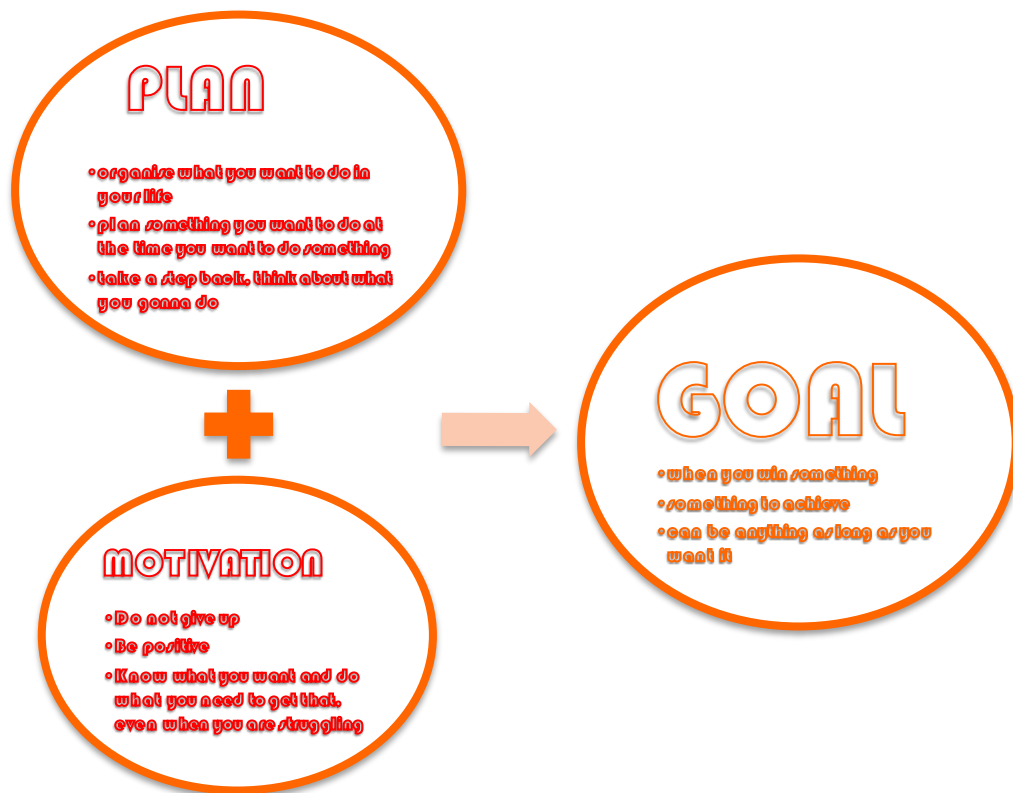 PLAN
• organise what you want to do in
your life
• plan something you want to do at
the time you want to do something
• take a step back, think about what
you gonna do
MOTIVATION
• Do not give up
• Be positive
• Know what you want and do
what you need to get that,
even when you are struggling
GOAL
• when you win something
• something to achieve
• can be anything as long as you
want it